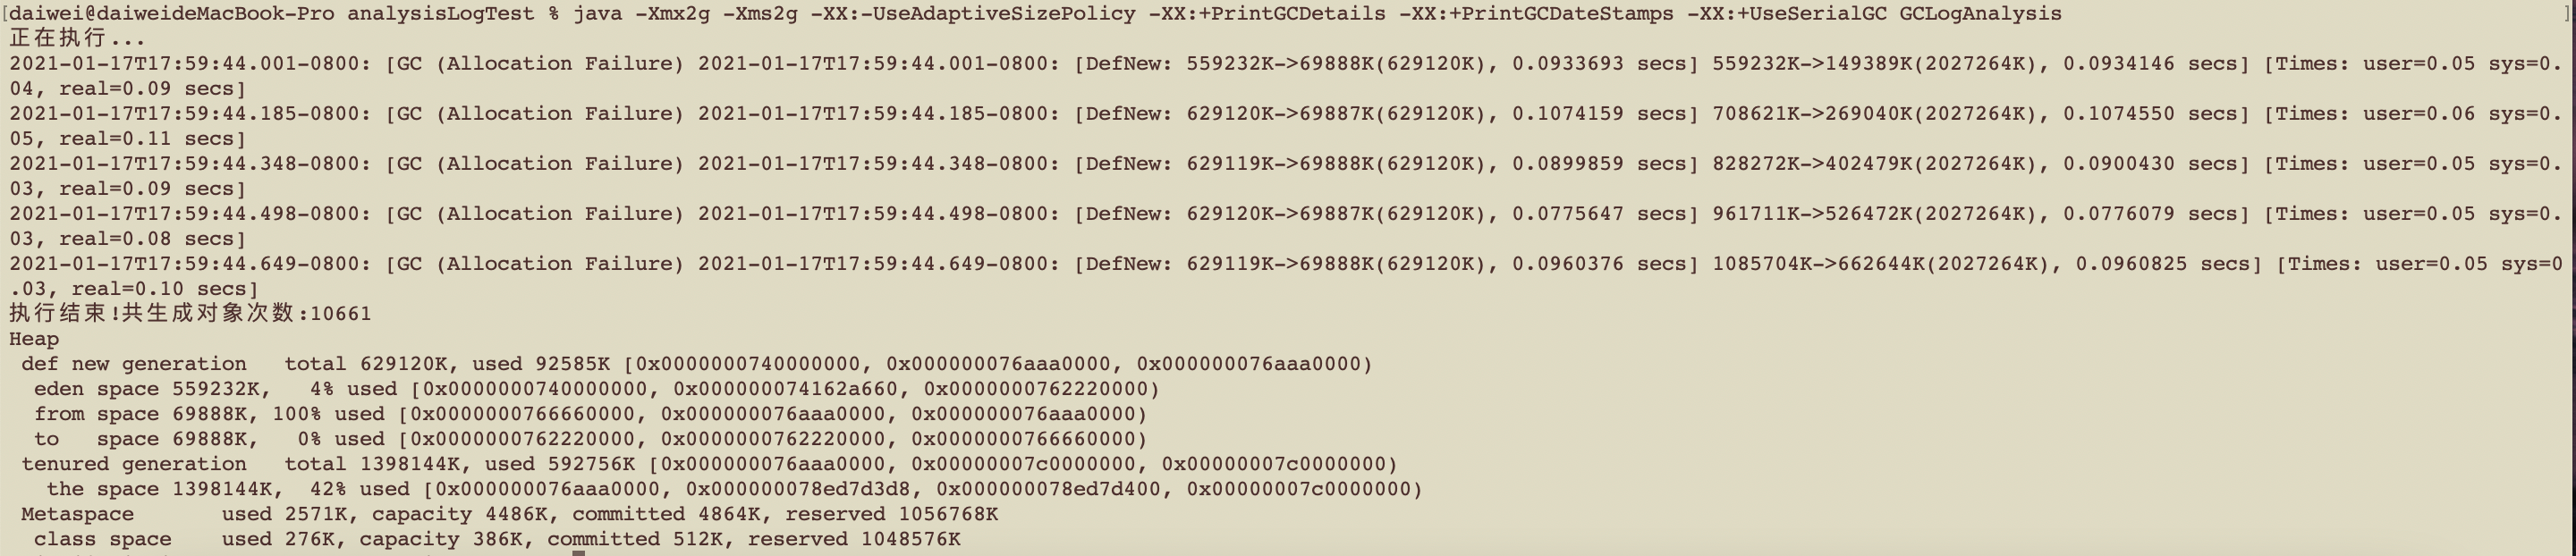 [daiwei@daiweideMacBook-Pro analysisLogTest % java -Xmx2g -Xms2g -XX:-UseAdaptiveSizePolicy -XX:+PrintGCDetails -XX:+PrintGCDateStamps -XX:+UseSerialGC GCLogAnalysis ]
正在执行...
2021-01-17T17:59:44.001-0800: [GC (Allocation Failure) 2021-01-17T17:59:44.001-0800: [DefNew: 559232K->69888K(629120K), 0.0933693 secs] 559232K->149389K(2027264K), 0.0934146 secs] [Times: user=0.05 sys=0.
04, real=0.09 secs]
2021-01-17T17:59:44.185-0800: [GC (Allocation Failure) 2021-01-17T17:59:44.185-0800: [DefNew: 629120K->69887K(629120K), 0.1074159 secs] 708621K->269040K(2027264K), 0.1074550 secs] [Times: user=0.06 sys=0.
05, real=0.11 secs]
2021-01-17T17:59:44.348-0800: [GC (Allocation Failure) 2021-01-17T17:59:44.348-0800: [DefNew: 629119K->69888K(629120K), 0.0899859 secs] 828272K->402479K(2027264K), 0.0900430 secs] [Times: user=0.05 sys=0.
03, real=0.09 secs]
2021-01-17T17:59:44.498-0800: [GC (Allocation Failure) 2021-01-17T17:59:44.498-0800: [DefNew: 629120K->69887K(629120K), 0.0775647 secs] 961711K->526472K(2027264K), 0.0776079 secs] [Times: user=0.05 sys=0.
03, real=0.08 secs]
2021-01-17T17:59:44.649-0800: [GC (Allocation Failure) 2021-01-17T17:59:44.649-0800: [DefNew: 629119K->69888K(629120K), 0.0960376 secs] 1085704K->662644K(2027264K), 0.0960825 secs] [Times: user=0.05 sys=0
.03, real=0.10 secs]
执行结束!共生成对象次数:10661
Heap
 def new generation   total 629120K, used 92585K [0x0000000740000000, 0x000000076aaa0000, 0x000000076aaa0000)
  eden space 559232K,   4% used [0x0000000740000000, 0x000000074162a660, 0x0000000762220000)
  from space 69888K, 100% used [0x0000000766660000, 0x000000076aaa0000, 0x000000076aaa0000)
  to   space 69888K,   0% used [0x0000000762220000, 0x0000000762220000, 0x0000000766660000)
 tenured generation   total 1398144K, used 592756K [0x000000076aaa0000, 0x00000007c0000000, 0x00000007c0000000)
   the space 1398144K,  42% used [0x000000076aaa0000, 0x000000078ed7d3d8, 0x000000078ed7d400, 0x00000007c0000000)
 Metaspace       used 2571K, capacity 4486K, committed 4864K, reserved 1056768K
  class space    used 276K, capacity 386K, committed 512K, reserved 1048576K